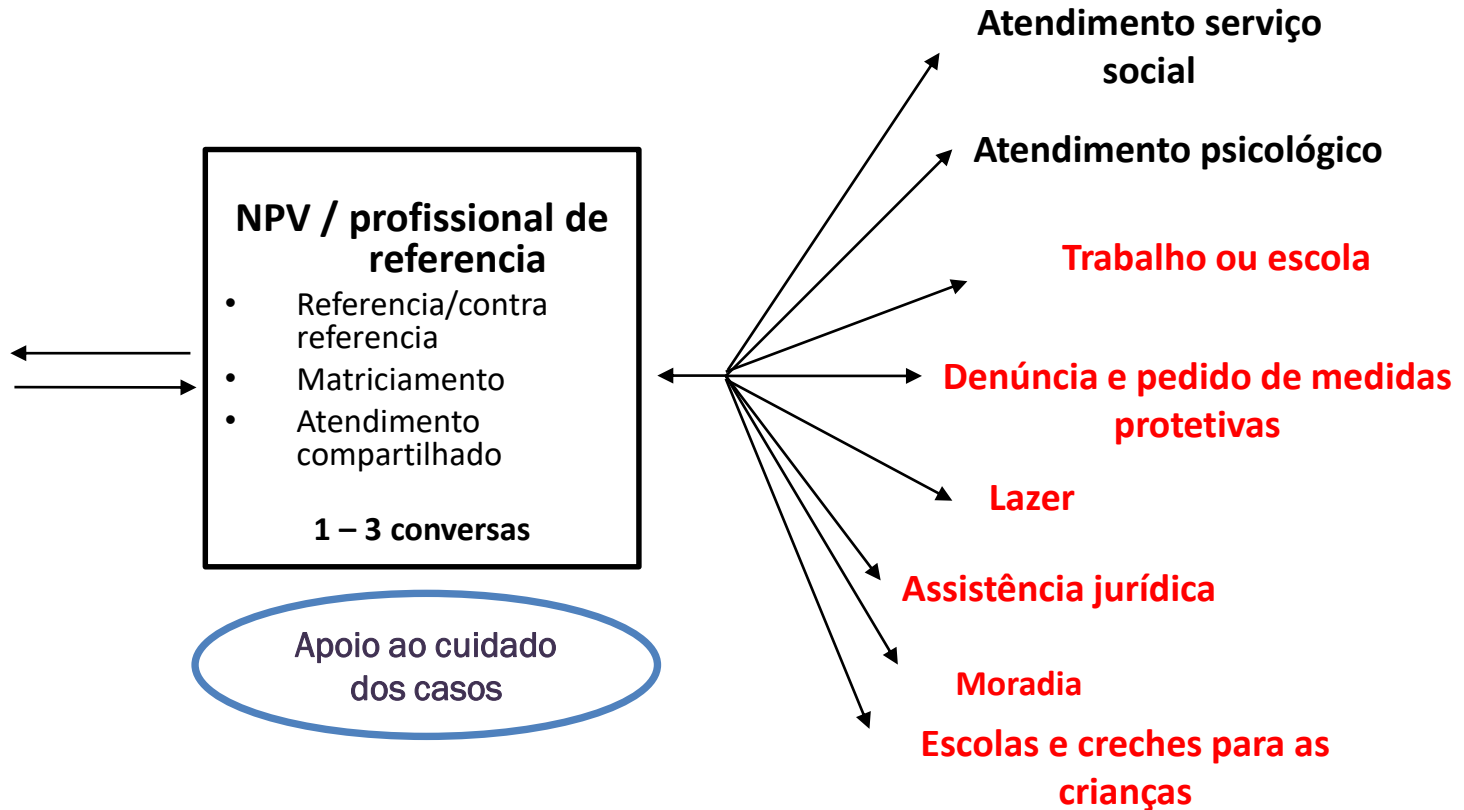 NPV / profissional de
referencia
• Referencia/contra
referencia
• Matriciamento
• Atendimento
compartilhado
1 – 3 conversas
Apoio ao cuidado
dos casos
Atendimento serviço
social
Atendimento psicológico
Trabalho ou escola
Denúncia e pedido de medidas
protetivas
Lazer
Assistência jurídica
Moradia
Escolas e creches para as
crianças